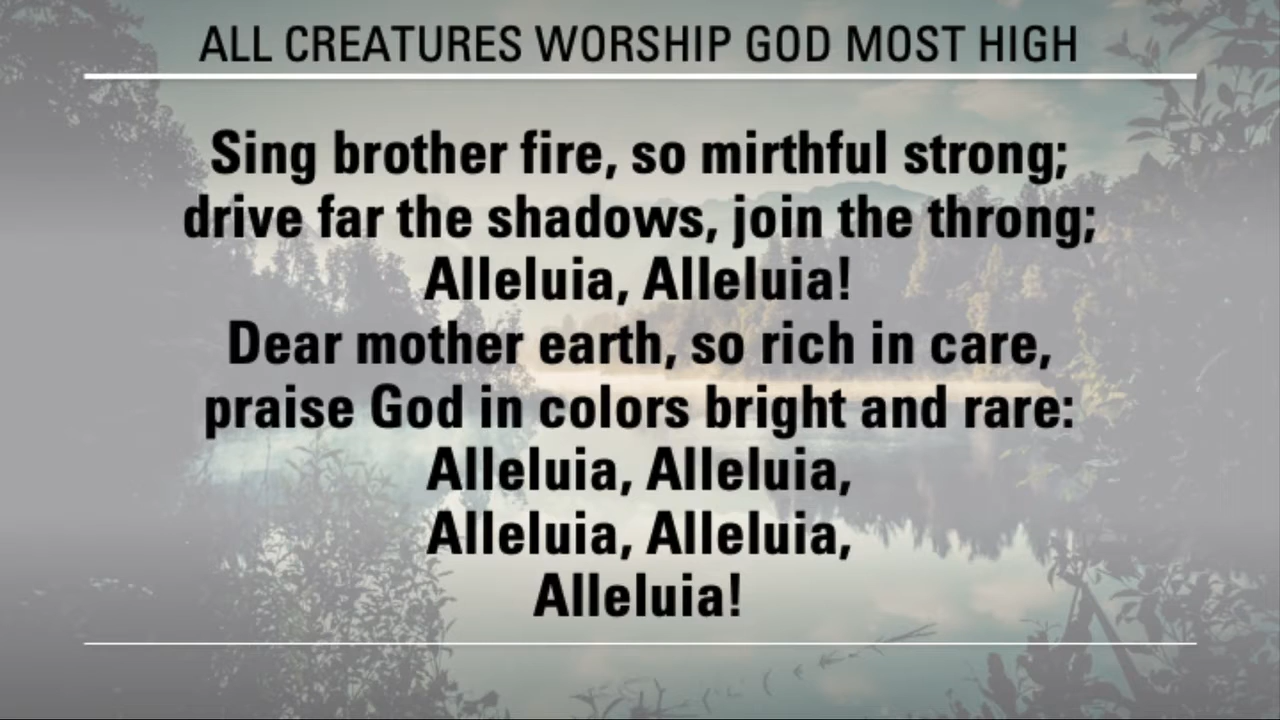 ALL CREATURES WORSHIP GOD MOST HIGH
Sing brother fire, so mirthful strong;
drive far the shadows, join the throng;
Alleluia, Alleluia!
Dear mother earth, so rich in care,
praise God in colors bright and rare:
Alleluia, Alleluia,
Alleluia, Alleluia,
Alleluia!